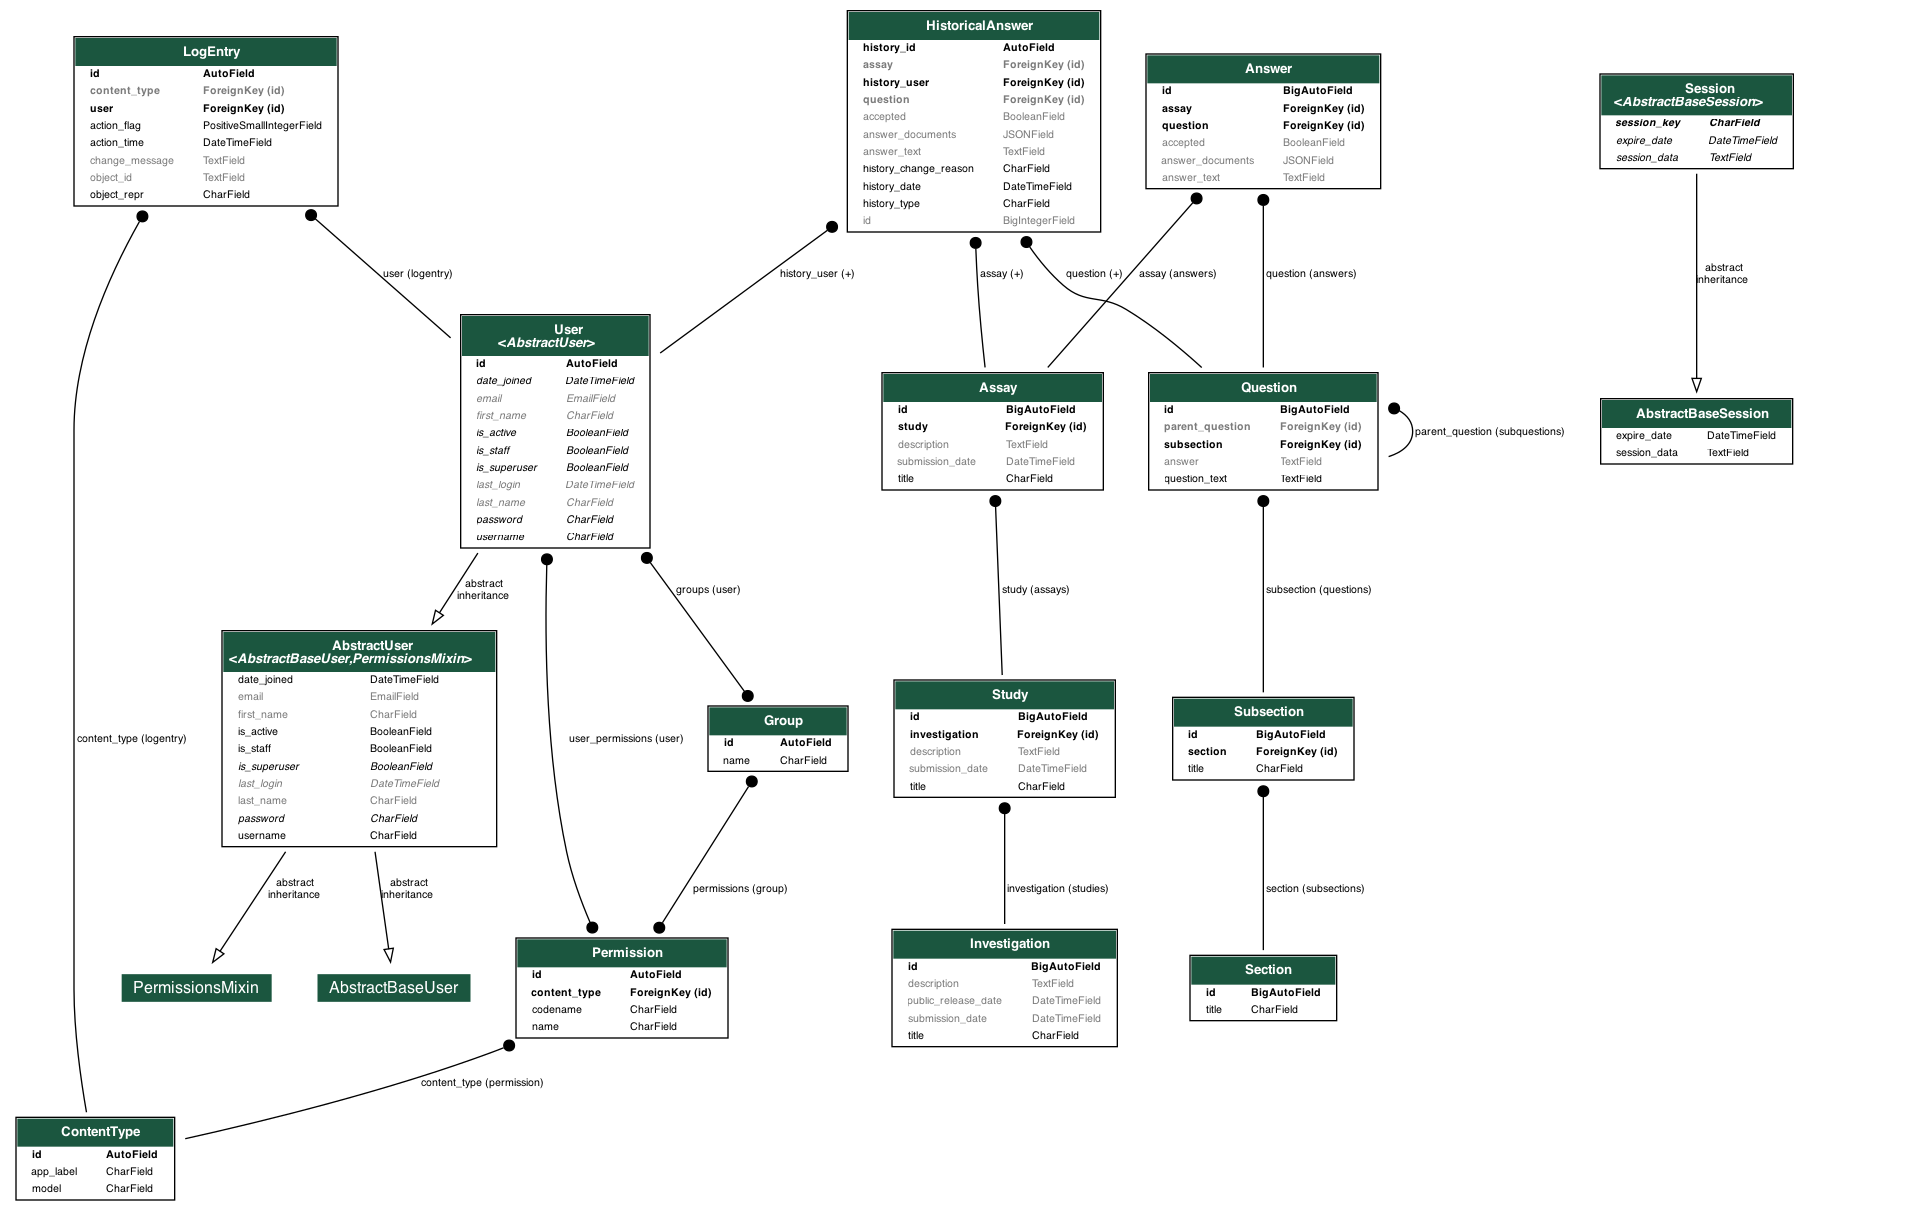 LogEntry
id AutoField
content_type ForeignKey (id)
user ForeignKey (id)
action_flag PositiveSmallIntegerField
action_time DateTimeField
change_message TextField
object_id TextField
object_repr CharField
HistoricalAnswer
history_id AutoField
assay ForeignKey (id)
history_user ForeignKey (id)
question ForeignKey (id)
accepted BooleanField
answer_documents JSONField
answer_text TextField
history_change_reason CharField
history_date DateTimeField
history_type CharField
id BigIntegerField
Answer
id BigAutoField
assay ForeignKey (id)
question ForeignKey (id)
accepted BooleanField
answer_documents JSONField
answer_text TextField
Session
<AbstractBaseSession>
session_key CharField
expire_date DateTimeField
session_data TextField
user (logentry)
history_user (+)
assay (+)
question (+)
assay (answers)
question (answers)
abstract
inheritance
User
<AbstractUser>
id AutoField
date_joined DateTimeField
email EmailField
first_name CharField
is_active BooleanField
is_staff BooleanField
is_superuser BooleanField
last_login DateTimeField
last_name CharField
password CharField
username CharField
Assay
id BigAutoField
study ForeignKey (id)
description TextField
submission_date DateTimeField
title CharField
Question
id BigAutoField
parent_question ForeignKey (id)
subsection ForeignKey (id)
answer TextField
question_text TextField
parent_question (subquestions)
AbstractBaseSession
expire_date DateTimeField
session_data TextField
abstract
inheritance
groups (user)
study (assays)
subsection (questions)
AbstractUser
<AbstractBaseUser,PermissionsMixin>
date_joined DateTimeField
email EmailField
first_name CharField
is_active BooleanField
is_staff BooleanField
is_superuser BooleanField
last_login DateTimeField
last_name CharField
password CharField
username CharField
content_type (logentry)
user_permissions (user)
Group
id AutoField
name CharField
Study
id BigAutoField
investigation ForeignKey (id)
description TextField
submission_date DateTimeField
title CharField
Subsection
id BigAutoField
section ForeignKey (id)
title CharField
abstract
inheritance
abstract
inheritance
permissions (group)
investigation (studies)
section (subsections)
PermissionsMixin
AbstractBaseUser
Permission
id AutoField
content_type ForeignKey (id)
codename CharField
name CharField
Investigation
id BigAutoField
description TextField
public_release_date DateTimeField
submission_date DateTimeField
title CharField
Section
id BigAutoField
title CharField
content_type (permission)
ContentType
id AutoField
app_label CharField
model CharField